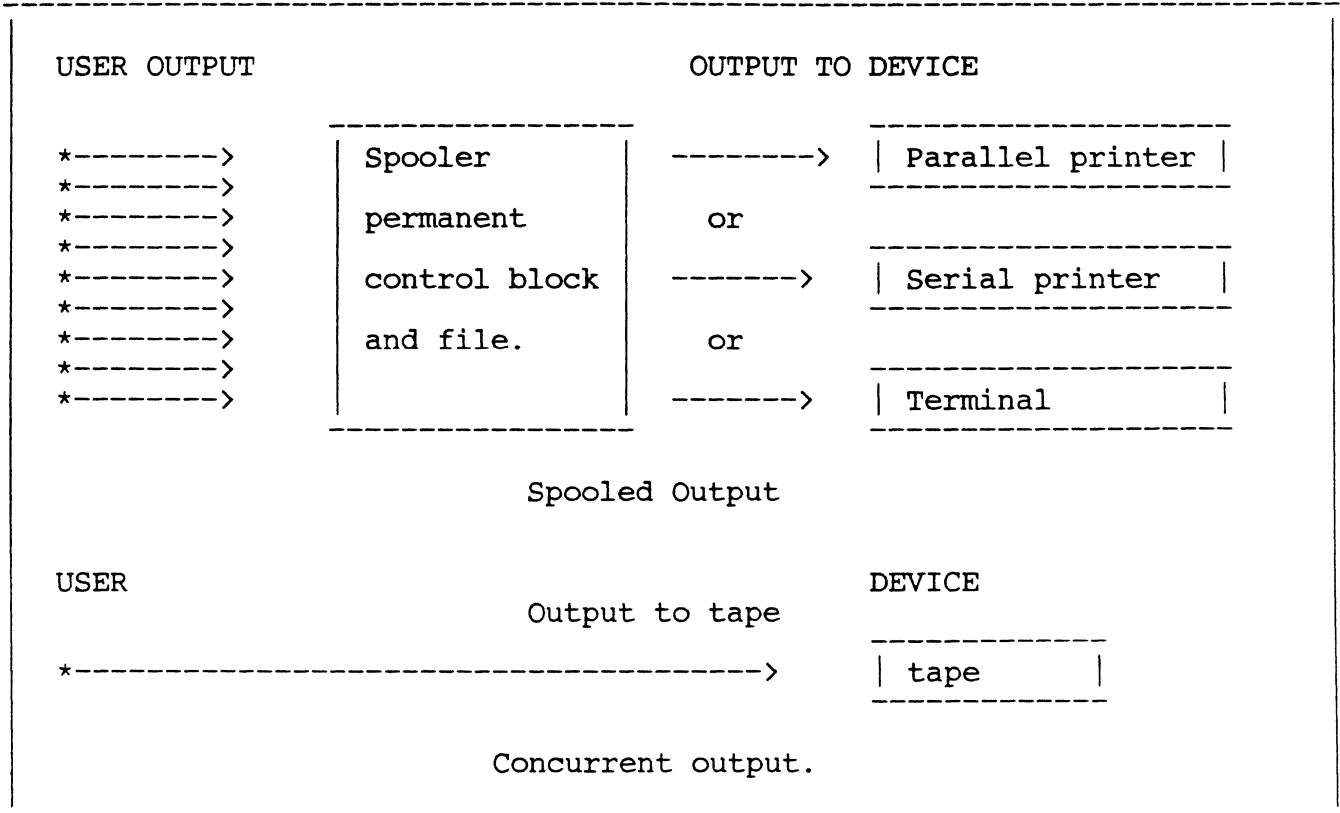 USER OUTPUT OUTPUT TO DEVICE
*--------> Spooler --------> | Parallel printer |
*-------->
*--------> permanent or
*-------->
*--------> control block -------> | Serial printer |
*-------->
*--------> and file. or
*-------->
*--------> -------> | Terminal |
Spooled Output
USER DEVICE
Output to tape
*--------------------------------------> | tape |
Concurrent output.